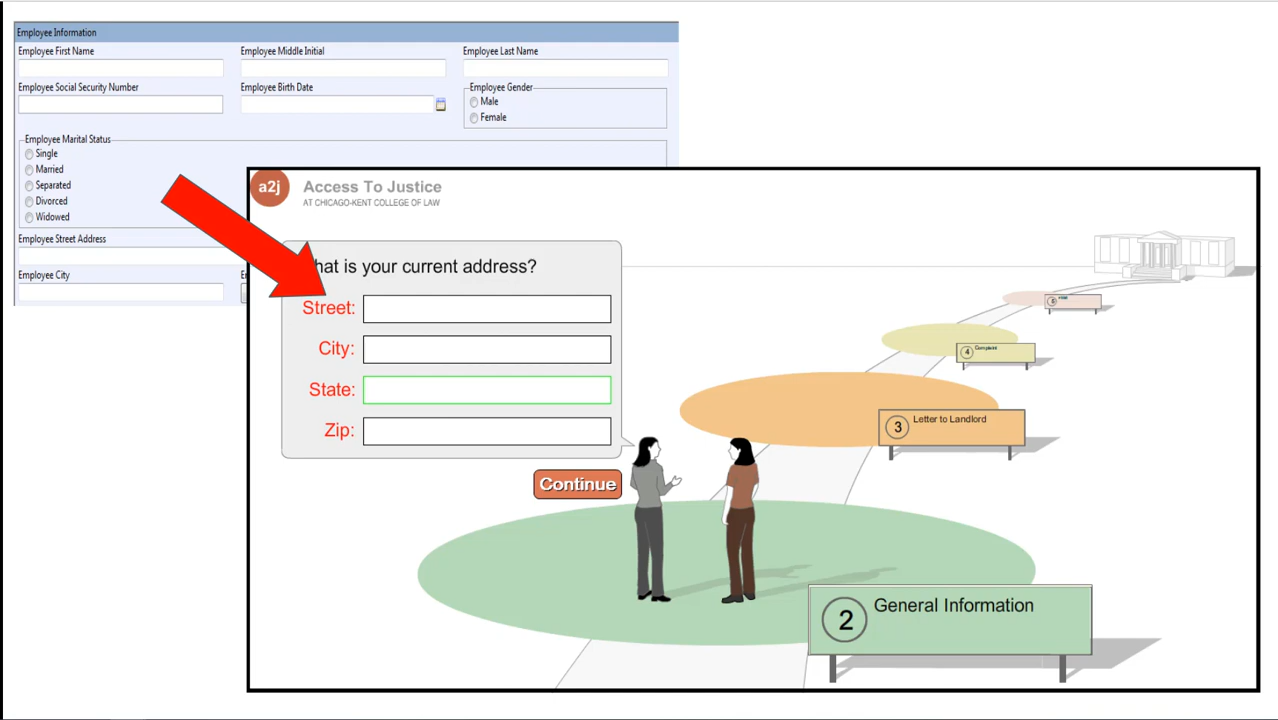 Employee Information
Employee First Name
Employee Middle Initial
Employee Last Name
Employee Social Security Number
Employee Birth Date
Employee Gender
Male
Female
Employee Marital Status
Single
Married
Separated
Divorced
Widowed
Employee Street Address
Employee City
a2j
Access To Justice
AT CHICAGO-KENT COLLEGE OF LAW
is your current address?
Street:
City:
State:
Zip:
Continue
4 Complaint
3 Letter to Landlord
2 General Information